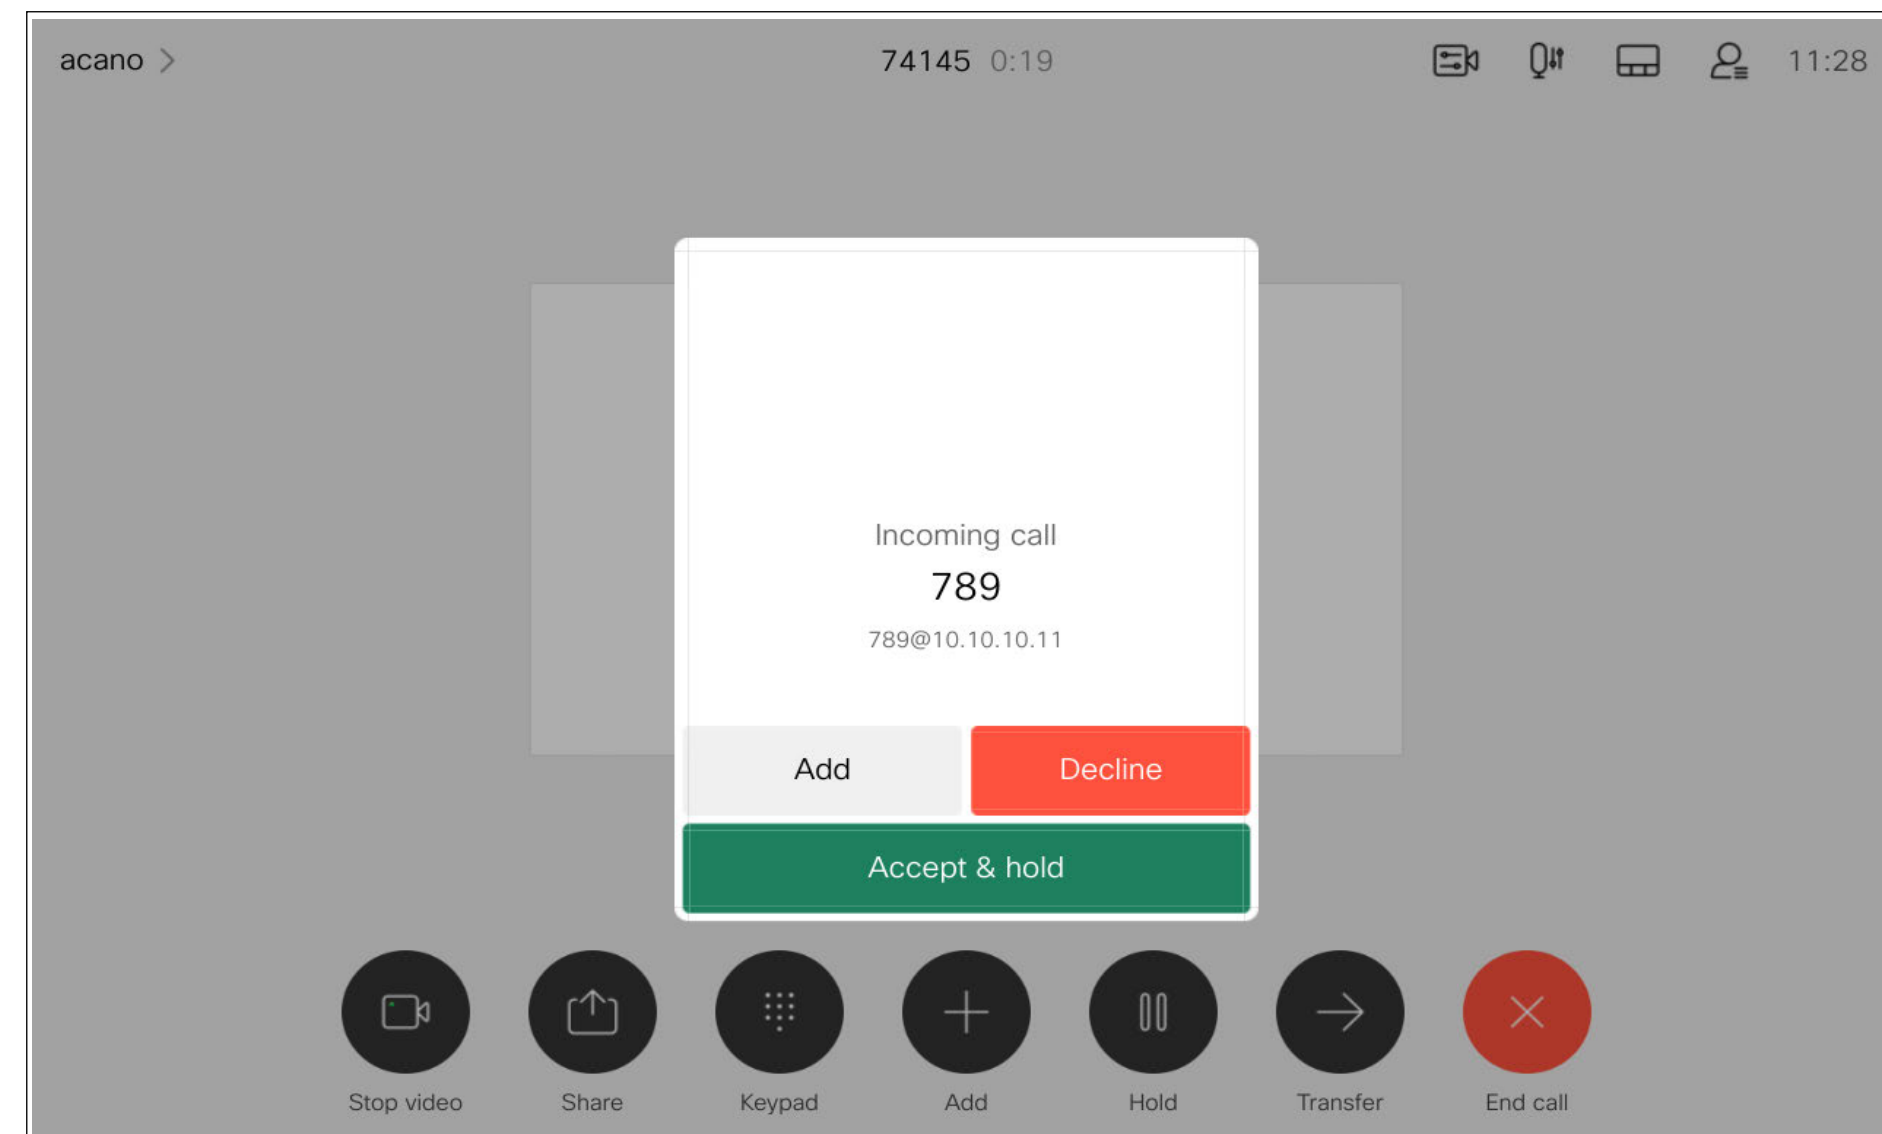 acano
74145 0:19
11:28
Incoming call
789
789@10.10.10.11
Add
Decline
Accept & hold
Stop video
Share
Keypad
Add
Hold
Transfer
End call